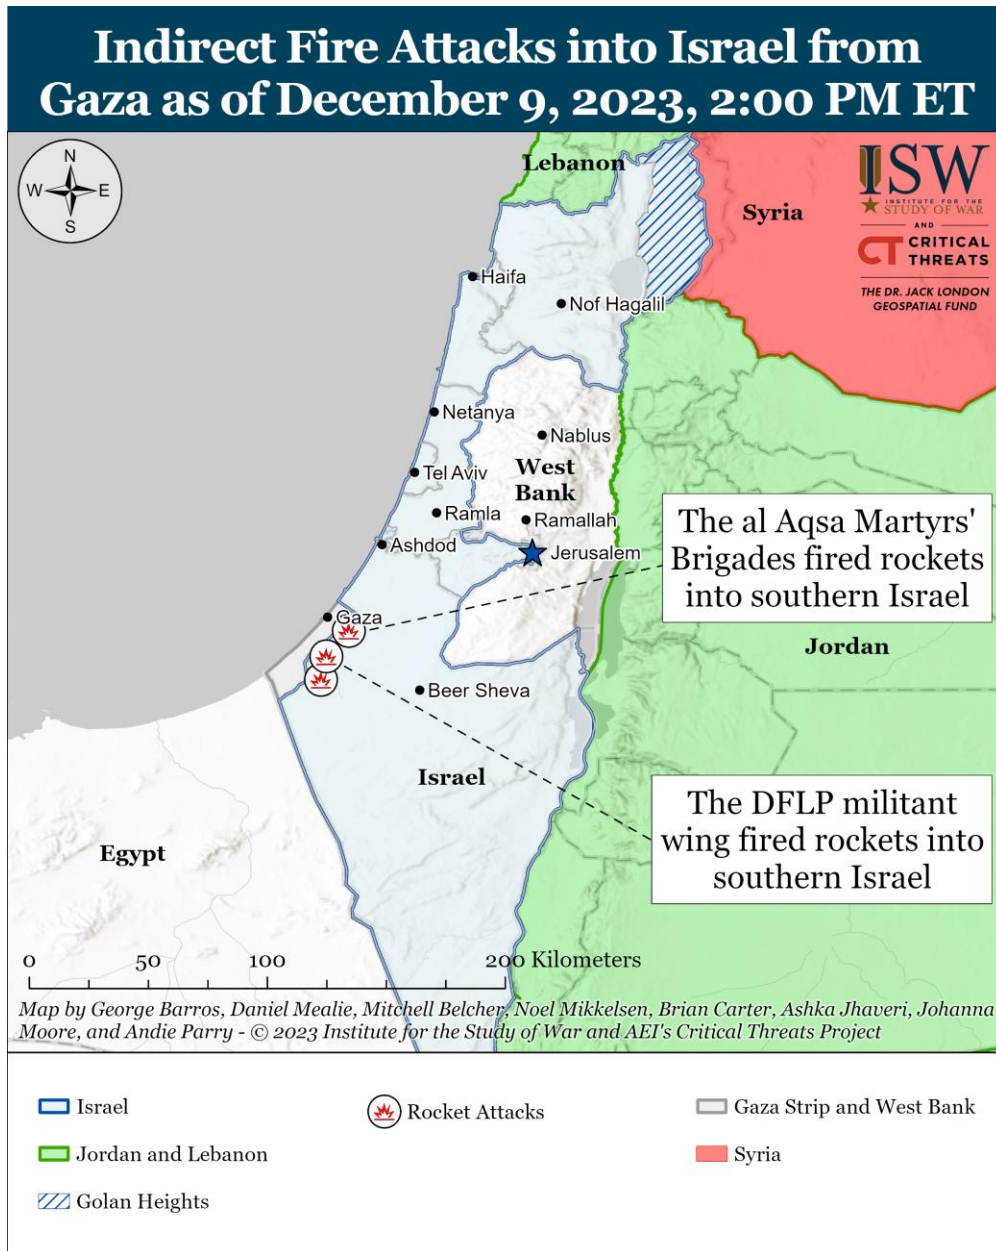 Indirect Fire Attacks into Israel from
Gaza as of December 9, 2023, 2:00 PM ET
N
W
E
S
Lebanon
Syria
ISW
INSTITUTE FOR THE
STUDY OF WAR
AND
CT CRITICAL
THREATS
THE DR. JACK LONDON
GEOSPATIAL FUND
Haifa
Nof Hagalil
Netanya
Nablus
Tel Aviv
West
Bank
Ramla
Ramallah
Ashdod
Jerusalem
The al Aqsa Martyrs'
Brigades fired rockets
into southern Israel
Gaza
Jordan
Beer Sheva
Israel
The DFLP militant
wing fired rockets into
southern Israel
Egypt
0 50 100 200 Kilometers
Map by George Barros, Daniel Mealie, Mitchell Belcher, Noel Mikkelsen, Brian Carter, Ashka Jhaveri, Johanna
Moore, and Andie Parry - © 2023 Institute for the Study of War and AEI's Critical Threats Project
Israel
Rocket Attacks
Gaza Strip and West Bank
Jordan and Lebanon
Syria
Golan Heights